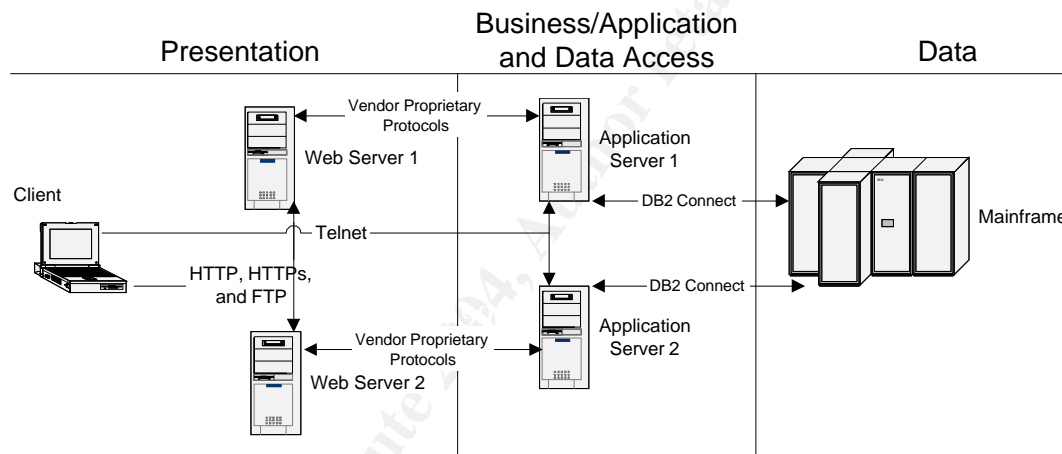 Presentation
Business/Application
and Data Access
Data
Vendor Proprietary
Protocols
Web Server 1
Application
Server 1
Client
DB2 Connect
Mainframe
Telnet
HTTP, HTTPs,
and FTP
DB2 Connect
Application
Server 2
Vendor Proprietary
Protocols
Web Server 2